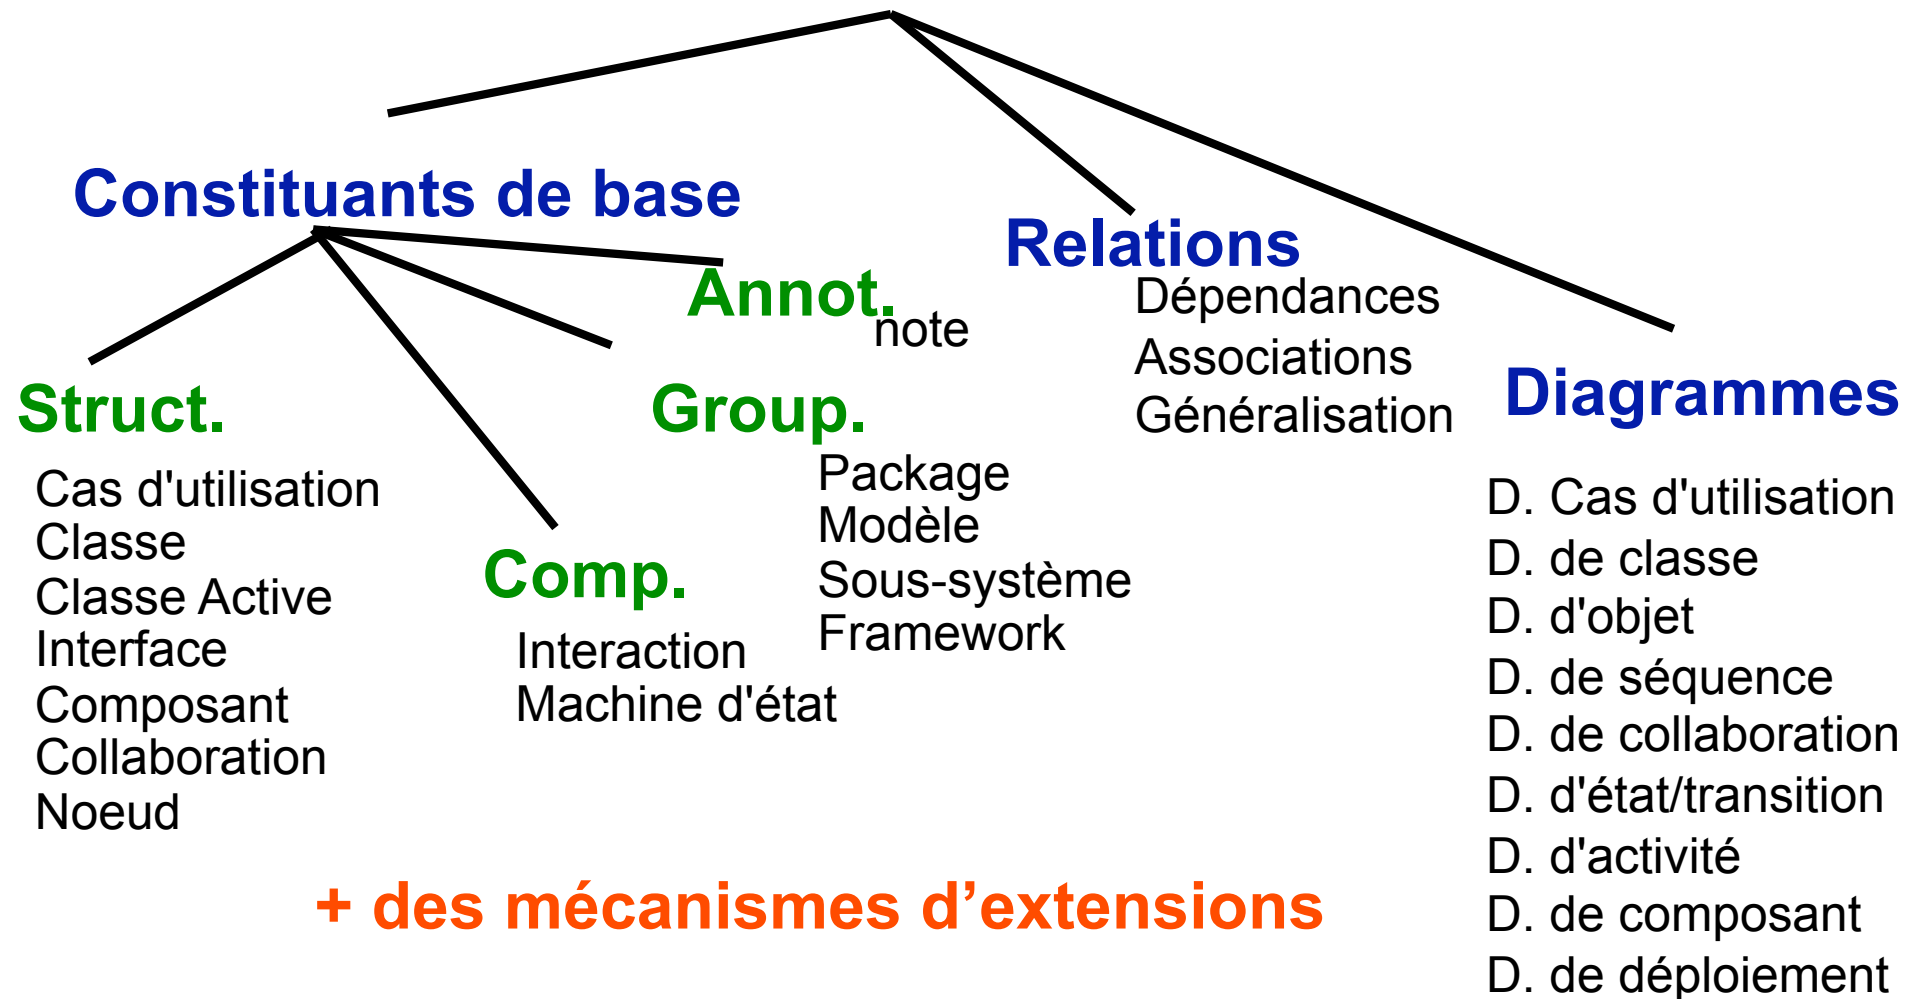 Constituants de base
Annot.
note
Struct.
Cas d'utilisation
Classe
Classe Active
Interface
Composant
Collaboration
Noeud
Comp.
Interaction
Machine d'état
Group.
Package
Modèle
Sous-système
Framework
Relations
Dépendances
Associations
Généralisation
Diagrammes
D. Cas d'utilisation
D. de classe
D. d'objet
D. de séquence
D. de collaboration
D. d'état/transition
D. d'activité
D. de composant
D. de déploiement
+ des mécanismes d’extensions